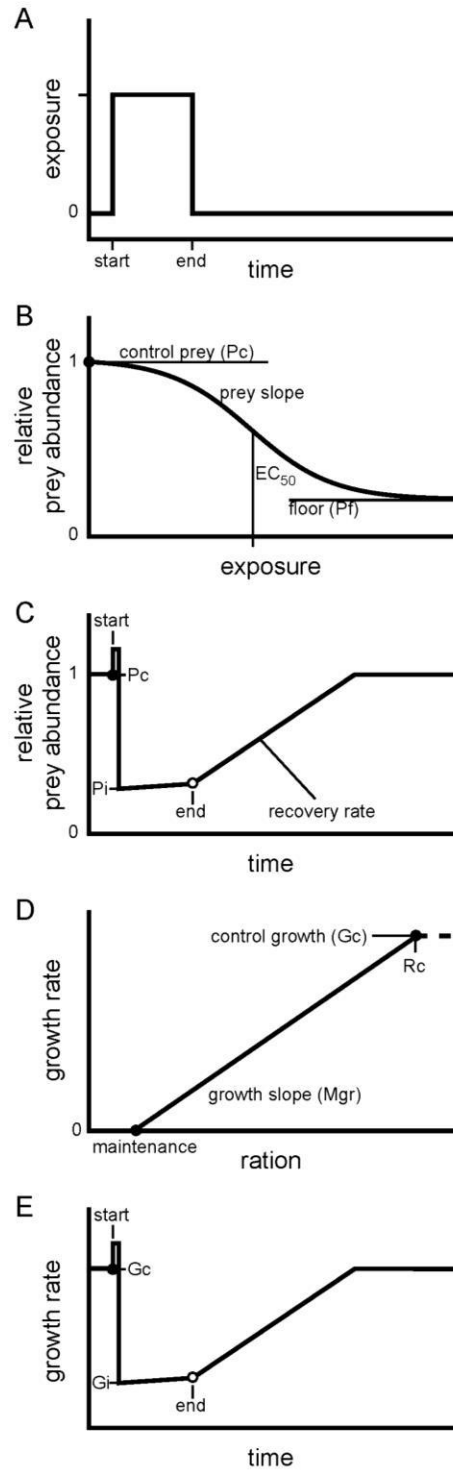 A
exposure
0
start
end
time
B
control prey (Pc)
1
prey slope
relative
prey abundance
EC50
floor (Pf)
0
exposure
C
start
1
Pc
relative
prey abundance
Pi
end
recovery rate
0
time
D
control growth (Gc)
Rc
growth rate
growth slope (Mgr)
0
maintenance
ration
E
start
Gc
growth rate
Gi
end
time